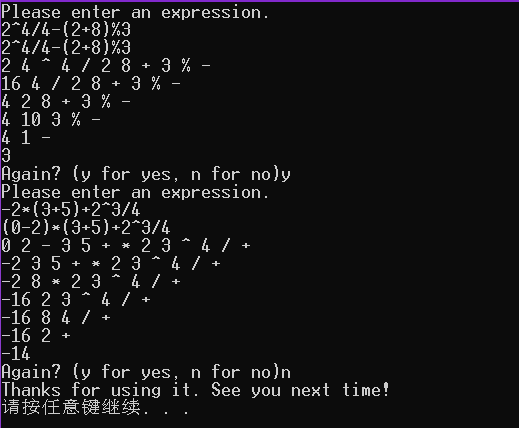 Please enter an expression.
2^4/4-(2+8)%3
2^4/4-(2+8)%3
2 4 ^ 4 / 2 8 + 3 % -
16 4 / 2 8 + 3 % -
4 2 8 + 3 % -
4 10 3 % -
4 1 -
3
Again? (y for yes, n for no)y
Please enter an expression.
-2*(3+5)+2^3/4
(0-2)*(3+5)+2^3/4
0 2 - 3 5 + * 2 3 ^ 4 / +
-2 3 5 + * 2 3 ^ 4 / +
-2 8 * 2 3 ^ 4 / +
-16 2 3 ^ 4 / +
-16 8 4 / +
-16 2 +
-14
Again? (y for yes, n for no)n
Thanks for using it. See you next time!
请按任意键继续. . .